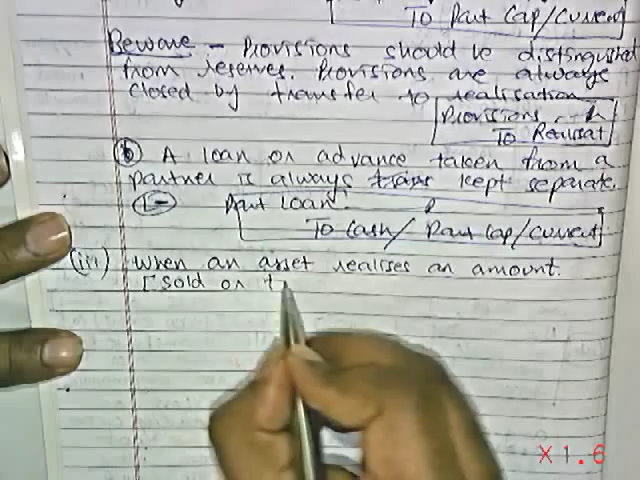 To Part Cap/Current
Beware - Provisions should be distinguished
from reserves. Provisions are always
closed by transfer to realisation
Provisions
To Realisat
(b) A loan or advance taken from a
partner is always kept separate.
Part Loan
To Cash/ Part Cap/Current
(iii) When an asset realises an amount.
[sold or t
X1.6